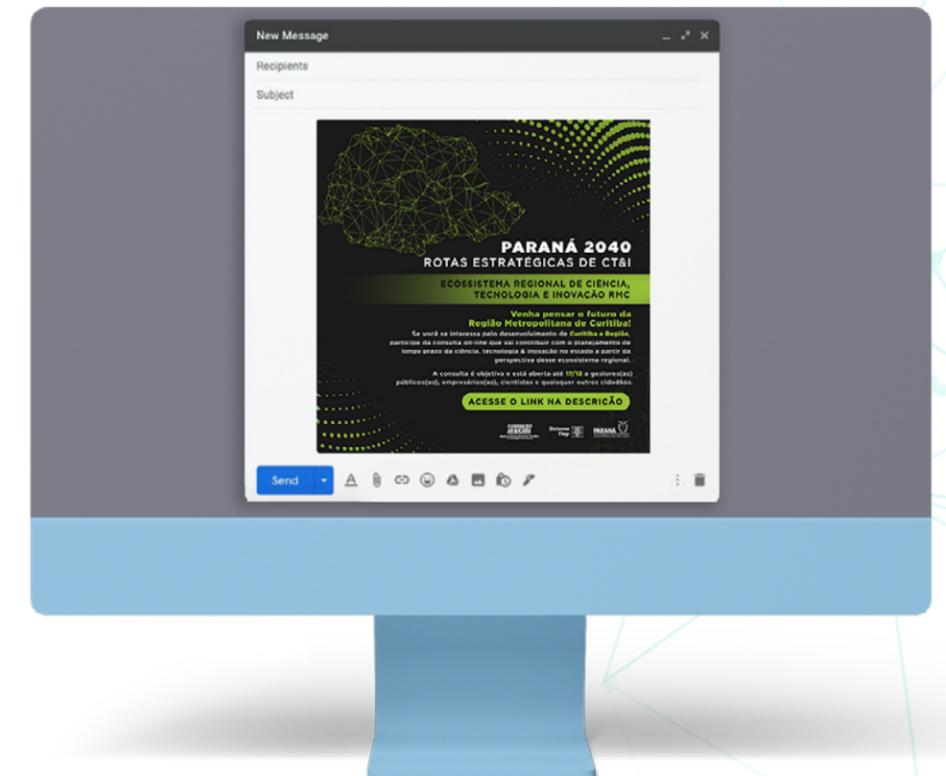 New Message
Recipients
Subject
PARANÁ 2040
ROTAS ESTRATÉGICAS DE CT&I
ECOSSISTEMA REGIONAL DE CIÊNCIA,
TECNOLOGIA E INOVAÇÃO RMC
Venha pensar o futuro da
Região Metropolitana de Curitiba!
Se você se interessa pelo desenvolvimento de Curitiba e Região,
participe da consulta on-line que vai contribuir com o planejamento de
longo prazo da ciência, tecnologia & inovação no estado a partir da
perspectiva desse ecossistema regional.
A consulta é objetiva e está aberta até 17/12 a gestores(as)
públicos(as), empresários(as), cientistas e quaisquer outros cidadãos.
ACESSE O LINK NA DESCRIÇÃO
FUNDAÇÃO
ARAUCÁRIA
Sistema
Fiep
PARANÁ
Send